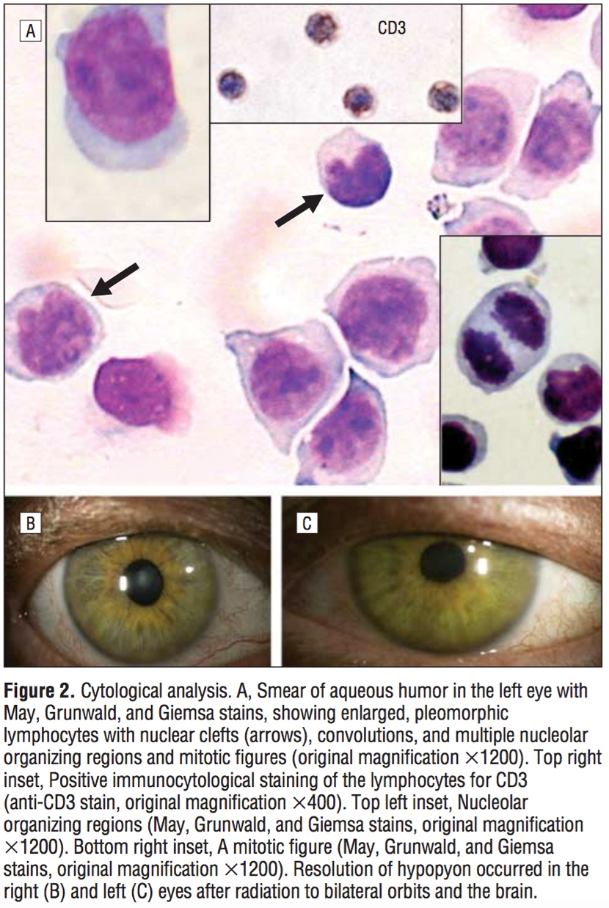 A
CD3
B
C
Figure 2. Cytological analysis. A, Smear of aqueous humor in the left eye with
May, Grunwald, and Giemsa stains, showing enlarged, pleomorphic
lymphocytes with nuclear clefts (arrows), convolutions, and multiple nucleolar
organizing regions and mitotic figures (original magnification ×1200). Top right
inset, Positive immunocytological staining of the lymphocytes for CD3
(anti-CD3 stain, original magnification ×400). Top left inset, Nucleolar
organizing regions (May, Grunwald, and Giemsa stains, original magnification
×1200). Bottom right inset, A mitotic figure (May, Grunwald, and Giemsa
stains, original magnification ×1200). Resolution of hypopyon occurred in the
right (B) and left (C) eyes after radiation to bilateral orbits and the brain.